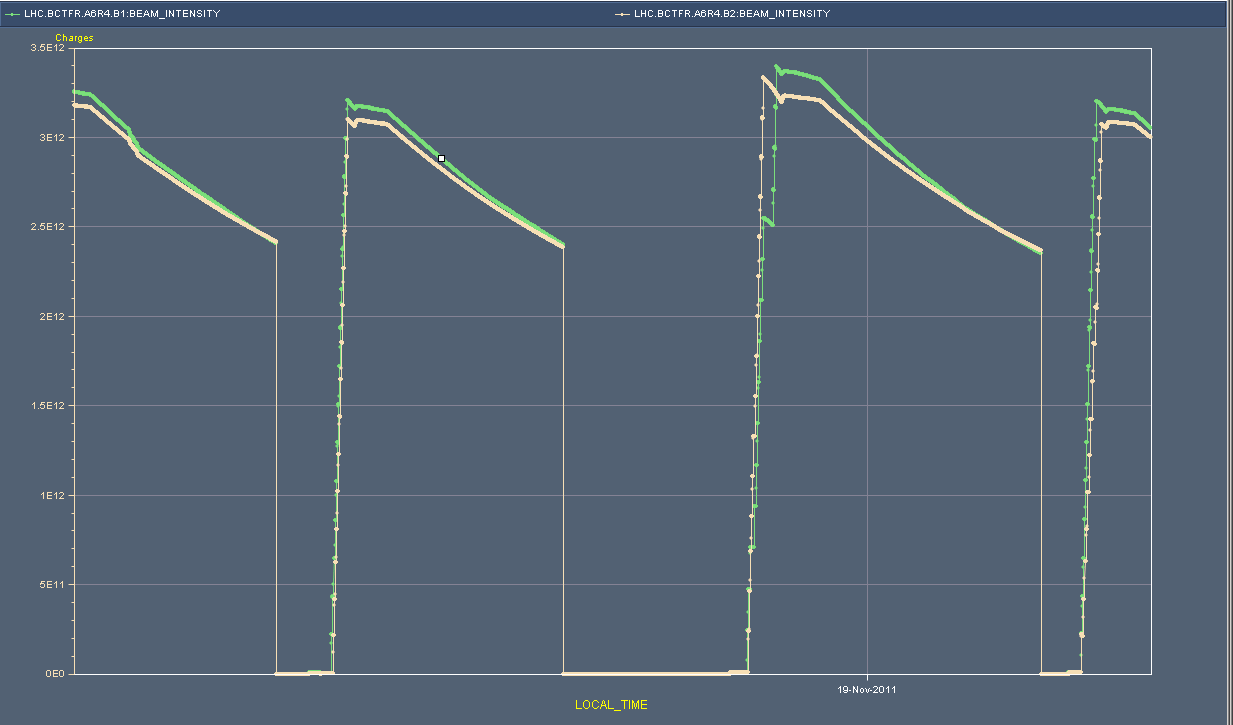 LHC.BCTFR.A6R4.B1:BEAM_INTENSITY LHC.BCTFR.A6R4.B2:BEAM_INTENSITY
Charges
3.5E12
3E12
2.5E12
2E12
1.5E12
1E12
5E11
0E0
19-Nov-2011
LOCAL_TIME